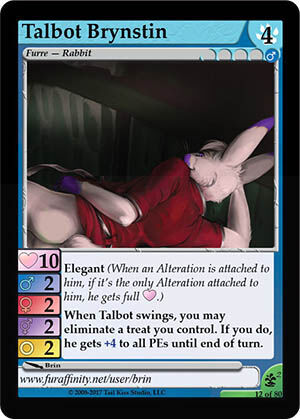 Talbot Brynstin
4
Furre — Rabbit
♂
10
♂ 2
♀ 2
⚥ 2
2
Elegant (When an Alteration is attached to
him, if it's the only Alteration attached to
him, he gets full .)
When Talbot swings, you may
eliminate a treat you control. If you do,
he gets +4 to all PEs until end of turn.
Brin
www.furaffinity.net/user/brin
12 of 80
© 2008-2017 Tail Kiss Studio, LLC